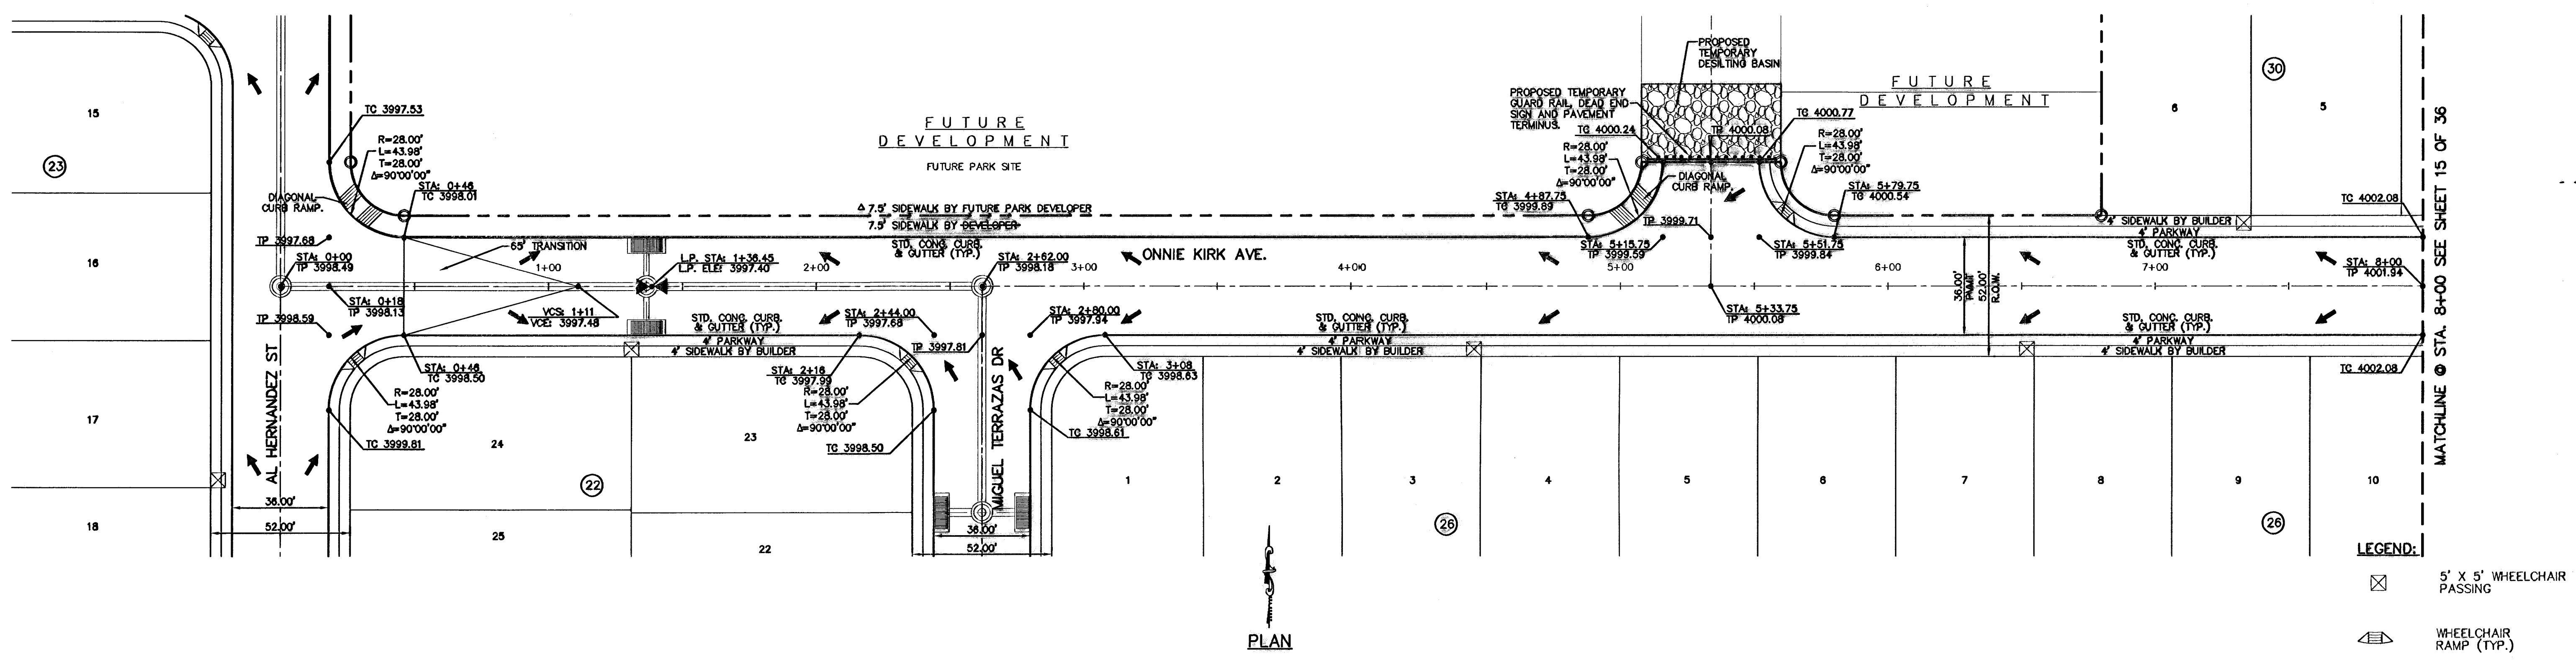 15
23
16
17
18
36.00'
52.00'
AL HERNANDEZ ST
TC 3997.53
R=28.00'
L=43.98'
T=28.00'
Δ=90°00'00"
DIAGONAL
CURB RAMP.
STA: 0+46
TC 3998.01
TP 3997.68
STA: 0+00
TP 3998.49
STA: 0+18
TP 3998.13
TP 3998.59
65' TRANSITION
1+00
VCS: 1+11
VCE: 3997.48
STA: 0+46
TC 3998.50
R=28.00'
L=43.98'
T=28.00'
Δ=90°00'00"
TC 3999.81
24
22
25
23
22
FUTURE
DEVELOPMENT
FUTURE PARK SITE
Δ 7.5' SIDEWALK BY FUTURE PARK DEVELOPER
7.5' SIDEWALK BY DEVELOPER
STD. CONC. CURB.
& GUTTER (TYP.)
L.P. STA: 1+36.45
L.P. ELE: 3997.40
2+00
STA: 2+62.00
TP 3998.18
3+00
ONNIE KIRK AVE.
4+00
STD. CONC. CURB
& GUTTER (TYP.)
4' PARKWAY
4' SIDEWALK BY BUILDER
STA: 2+44.00
TP 3997.68
STA: 2+16
TC 3997.99
R=28.00'
L=43.98'
T=28.00'
Δ=90°00'00"
TC 3998.50
TP 3997.81
MIGUEL TERRAZAS DR
36.00'
52.00'
STA: 2+80.00
TP 3997.94
STA: 3+08
TC 3998.63
R=28.00'
L=43.98'
T=28.00'
Δ=90°00'00"
TC 3998.61
STD. CONC. CURB.
& GUTTER (TYP.)
4' PARKWAY
4' SIDEWALK BY BUILDER
PROPOSED
TEMPORARY
DESILTING BASIN
PROPOSED TEMPORARY
GUARD RAIL, DEAD END
SIGN AND PAVEMENT
TERMINUS.
TC 4000.24
TP 4000.08
TC 4000.77
R=28.00'
L=43.98'
T=28.00'
Δ=90°00'00"
DIAGONAL
CURB RAMP.
R=28.00'
L=43.98'
T=28.00'
Δ=90°00'00"
STA: 4+87.75
TC 3999.89
TP 3999.71
STA: 5+79.75
TC 4000.54
STA: 5+15.75
TP 3999.59
STA: 5+51.75
TP 3999.84
5+00
6+00
STA: 5+33.75
TP 4000.08
FUTURE
DEVELOPMENT
6
30
5
36.00'
PVMT
52.00'
R.O.W.
4' SIDEWALK BY BUILDER
4' PARKWAY
STD. CONC. CURB.
& GUTTER (TYP.)
7+00
TC 4002.08
STA: 8+00
TP 4001.94
STD. CONC. CURB
& GUTTER (TYP.)
4' PARKWAY
4' SIDEWALK BY BUILDER
TC 4002.08
1
2
3
4
5
6
7
8
9
10
26
26
MATCHLINE @ STA. 8+00 SEE SHEET 15 OF 36
PLAN
LEGEND:
5' X 5' WHEELCHAIR
PASSING
WHEELCHAIR
RAMP (TYP.)